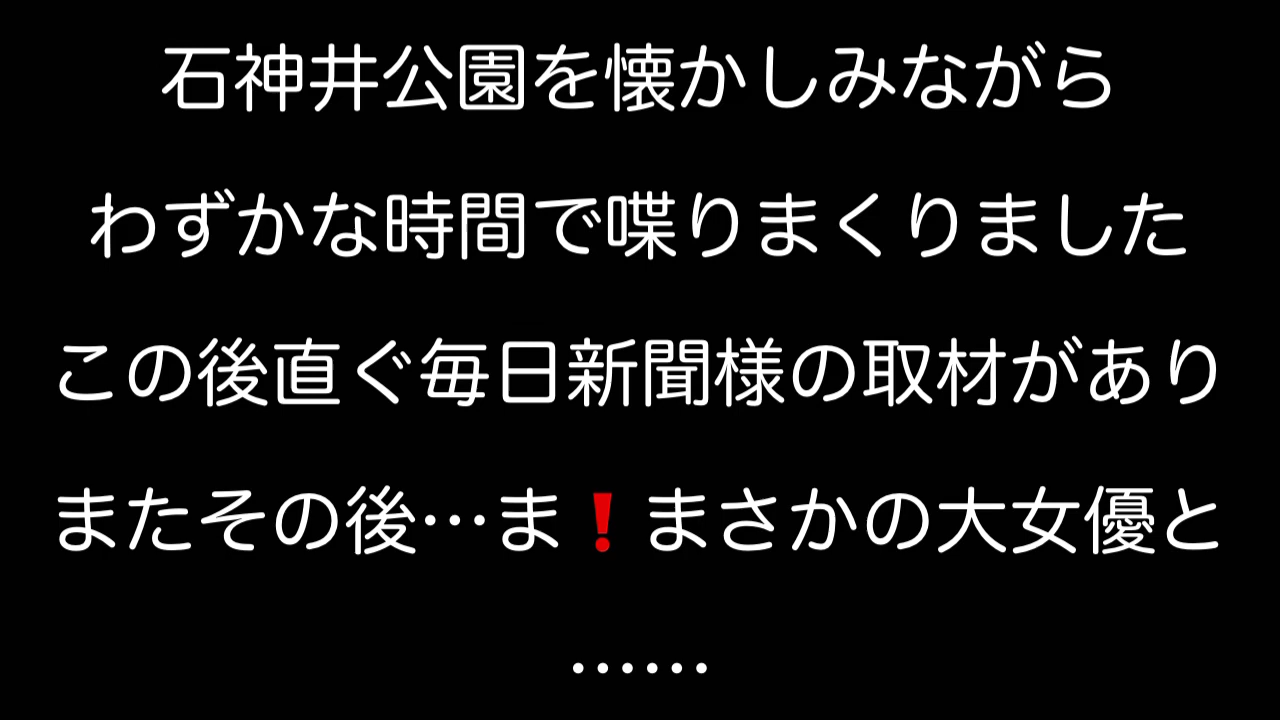 石神井公園を懐かしみながら
わずかな時間で喋りまくりました
この後直ぐ毎日新聞様の取材があり
またその後…ま❗まさかの大女優と
……